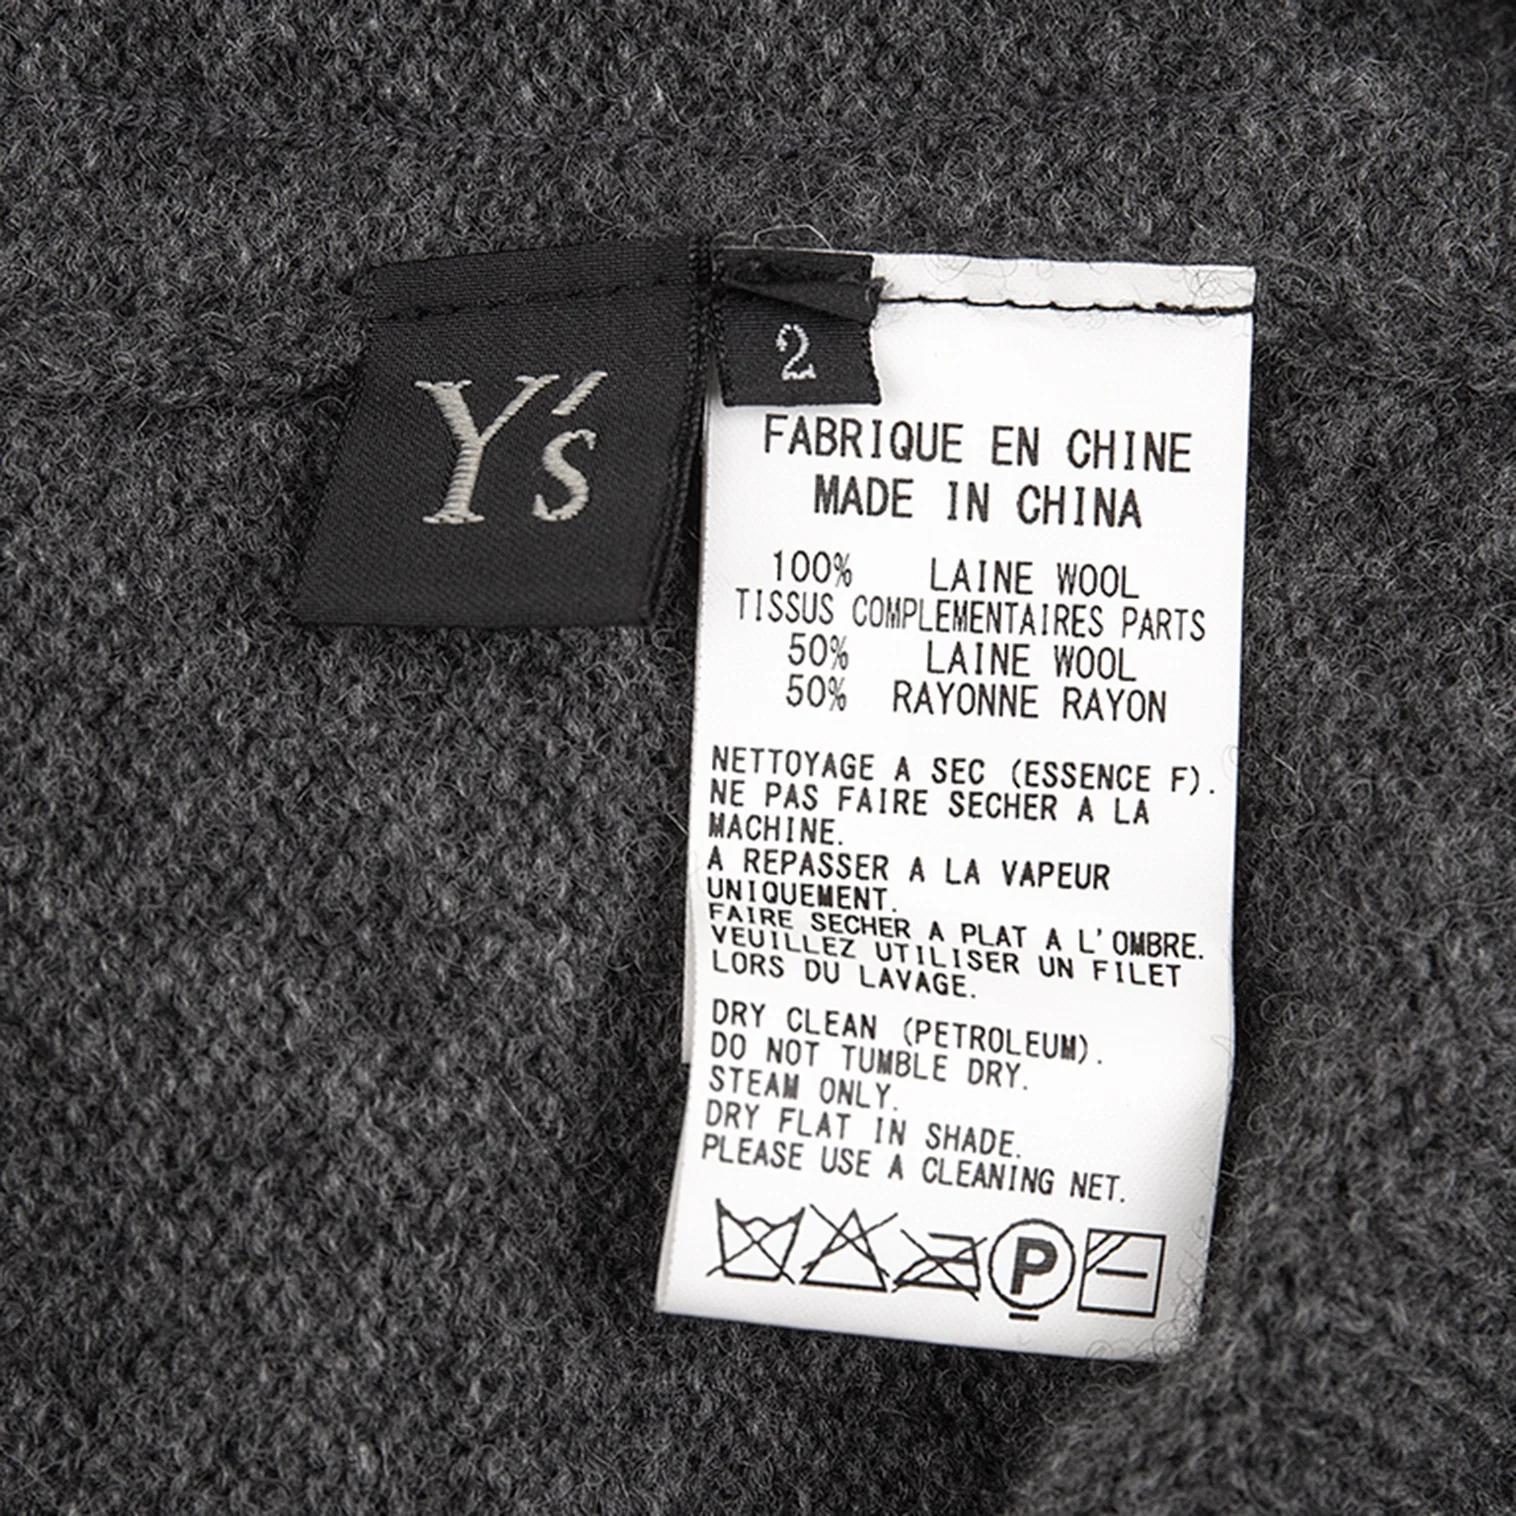 Y's
2
FABRIQUE EN CHINE
MADE IN CHINA
100% LAINE WOOL
TISSUS COMPLEMENTAIRES PARTS
50% LAINE WOOL
50% RAYONNE RAYON
NETTOYAGE A SEC (ESSENCE F).
NE PAS FAIRE SECHER A LA
MACHINE.
A REPASSER A LA VAPEUR
UNIQUEMENT.
FAIRE SECHER A PLAT A L'OMBRE.
VEUILLEZ UTILISER UN FILET
LORS DU LAVAGE.
DRY CLEAN (PETROLEUM).
DO NOT TUMBLE DRY.
STEAM ONLY.
DRY FLAT IN SHADE.
PLEASE USE A CLEANING NET.
P